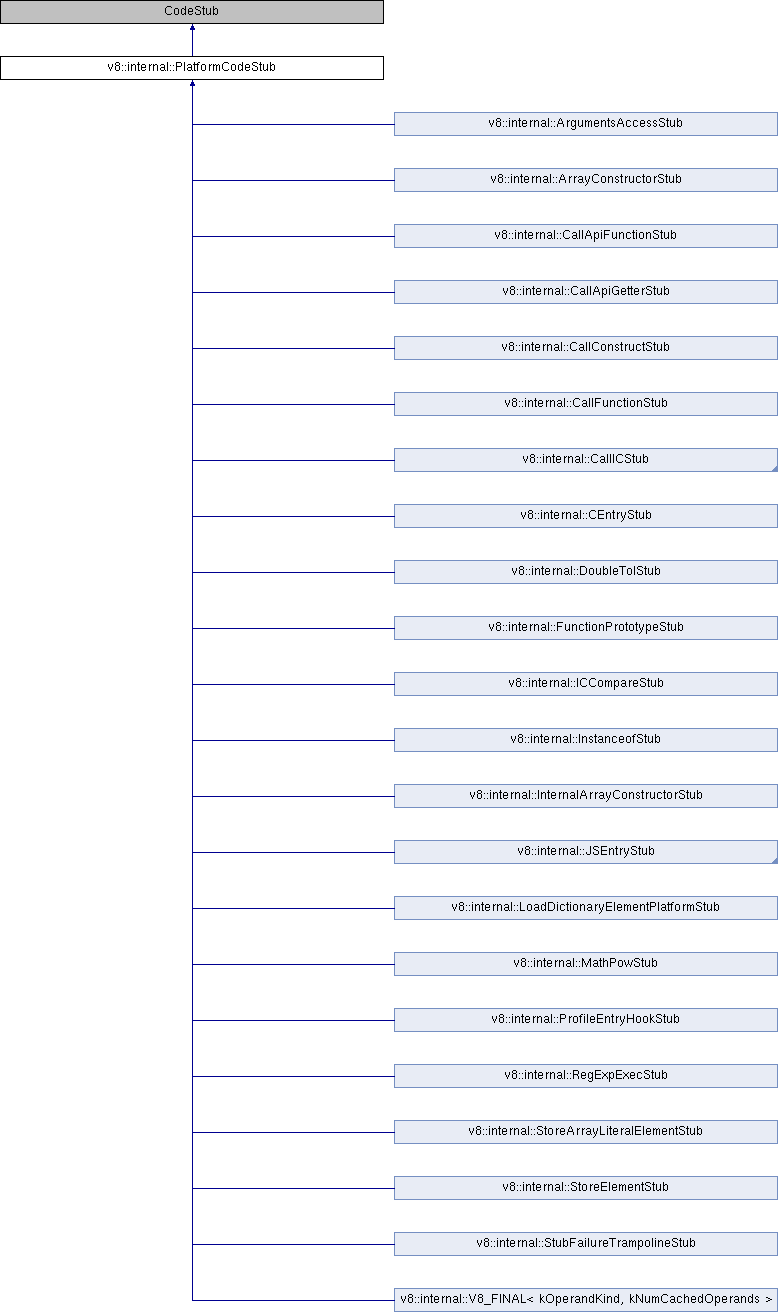 CodeStub
v8::internal::PlatformCodeStub
v8::internal::ArgumentsAccessStub
v8::internal::ArrayConstructorStub
v8::internal::CallApiFunctionStub
v8::internal::CallApiGetterStub
v8::internal::CallConstructStub
v8::internal::CallFunctionStub
v8::internal::CallICStub
v8::internal::CEntryStub
v8::internal::DoubleToIStub
v8::internal::FunctionPrototypeStub
v8::internal::ICCompareStub
v8::internal::InstanceofStub
v8::internal::InternalArrayConstructorStub
v8::internal::JSEntryStub
v8::internal::LoadDictionaryElementPlatformStub
v8::internal::MathPowStub
v8::internal::ProfileEntryHookStub
v8::internal::RegExpExecStub
v8::internal::StoreArrayLiteralElementStub
v8::internal::StoreElementStub
v8::internal::StubFailureTrampolineStub
v8::internal::V8_FINAL< kOperandKind, kNumCachedOperands >